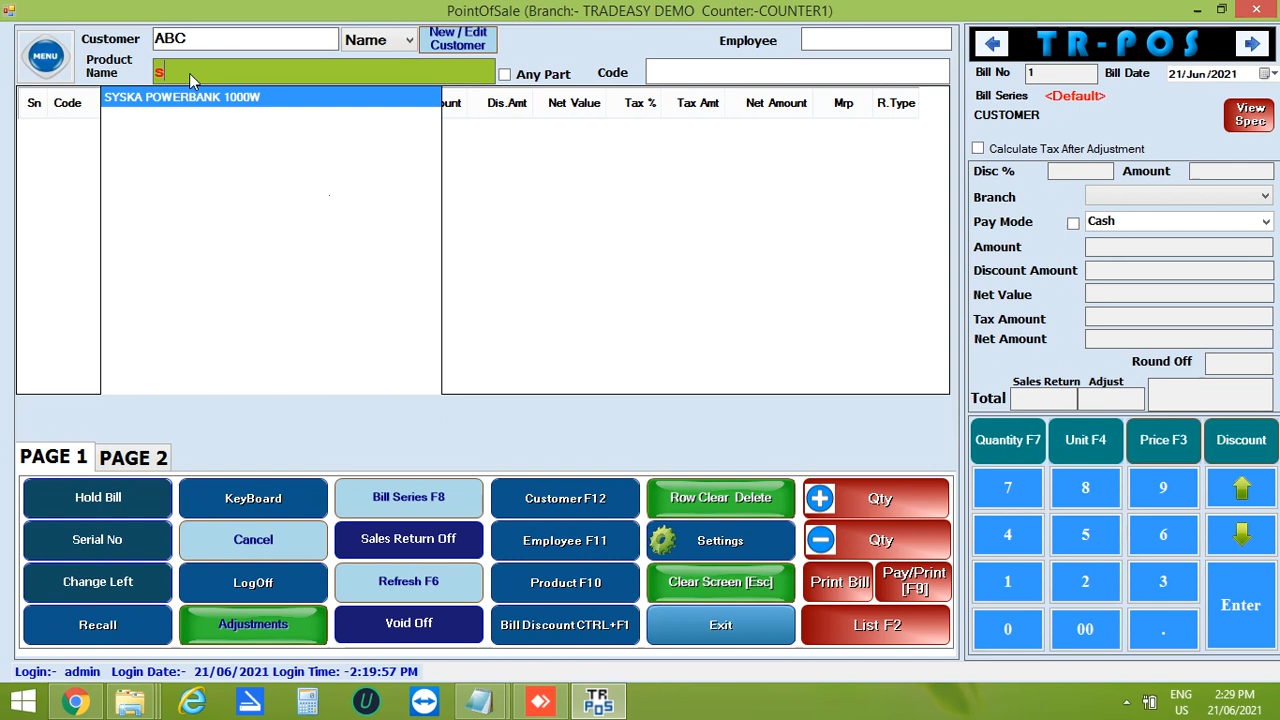 PointOfSale (Branch:- TRADEASY DEMO Counter:-COUNTER1)
MENU
Customer ABC Name New / Edit Customer Employee
Product Name S Any Part Code
Sn Code ount Dis.Amt Net Value Tax % Tax Amt Net Amount Mrp R.Type
SYSKA POWERBANK 1000W
TR-POS
Bill No 1 Bill Date 21/Jun/2021
Bill Series <Default>
CUSTOMER
View Spec
Calculate Tax After Adjustment
Disc % Amount
Branch
Pay Mode Cash
Amount
Discount Amount
Net Value
Tax Amount
Net Amount
Round Off
Sales Return Adjust
Total
PAGE 1 PAGE 2
Hold Bill KeyBoard Bill Series F8 Customer F12 Row Clear Delete Qty
Serial No Cancel Sales Return Off Employee F11 Settings Qty
Change Left LogOff Refresh F6 Product F10 Clear Screen [Esc] Print Bill Pay/Print [F9]
Recall Adjustments Void Off Bill Discount CTRL+F1 Exit List F2
Quantity F7 Unit F4 Price F3 Discount
7 8 9
4 5 6
1 2 3 Enter
0 00 .
Login:- admin Login Date:- 21/06/2021 Login Time: -2:19:57 PM
TR POS
ENG US
2:29 PM
21/06/2021